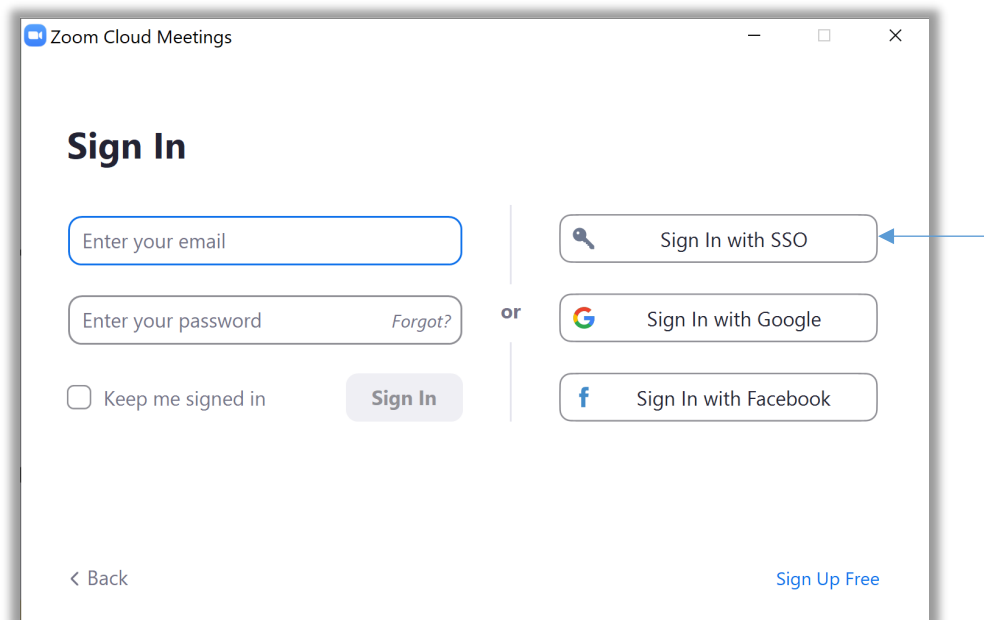 Zoom Cloud Meetings
Sign In
Enter your email
Enter your password Forgot?
Keep me signed in Sign In
or
Sign In with SSO
Sign In with Google
Sign In with Facebook
Back
Sign Up Free